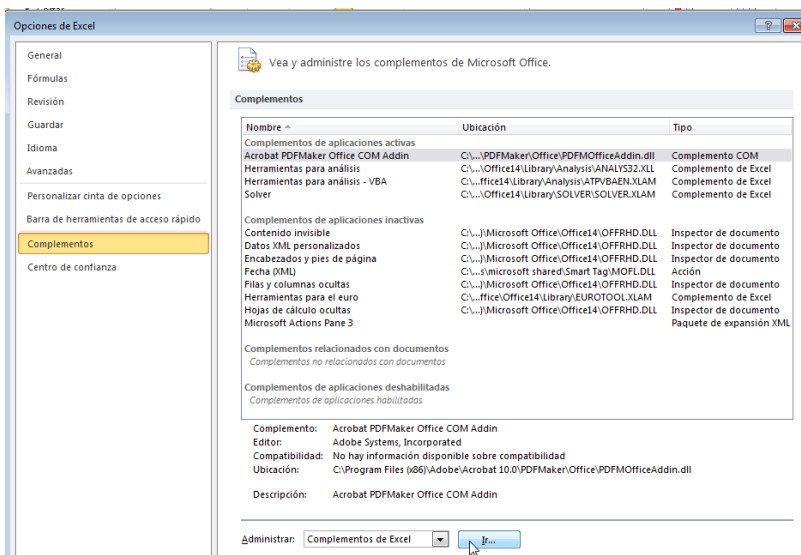 Opciones de Excel
General
Fórmulas
Revisión
Guardar
Idioma
Avanzadas
Personalizar cinta de opciones
Barra de herramientas de acceso rápido
Complementos
Centro de confianza
Vea y administre los complementos de Microsoft Office.
Complementos
Nombre Ubicación Tipo
Complementos de aplicaciones activas
Acrobat PDFMaker Office COM Addin C:\...\PDFMaker\Office\PDFMOfficeAddin.dll Complemento COM
Herramientas para análisis C:\...\Office14\Library\Analysis\ANALYS32.XLL Complemento de Excel
Herramientas para análisis - VBA C:\...ffice14\Library\Analysis\ATPVBAEN.XLAM Complemento de Excel
Solver C:\...\Office14\Library\SOLVER\SOLVER.XLAM Complemento de Excel
Complementos de aplicaciones inactivas
Contenido invisible C:\...)\Microsoft Office\Office14\OFFRHD.DLL Inspector de documento
Datos XML personalizados C:\...)\Microsoft Office\Office14\OFFRHD.DLL Inspector de documento
Encabezados y pies de página C:\...)\Microsoft Office\Office14\OFFRHD.DLL Inspector de documento
Fecha (XML) C:\...s\microsoft shared\Smart Tag\MOFL.DLL Acción
Filas y columnas ocultas C:\...)\Microsoft Office\Office14\OFFRHD.DLL Inspector de documento
Herramientas para el euro C:\...ffice\Office14\Library\EUROTOOL.XLAM Complemento de Excel
Hojas de cálculo ocultas C:\...)\Microsoft Office\Office14\OFFRHD.DLL Inspector de documento
Microsoft Actions Pane 3 Paquete de expansión XML
Complementos relacionados con documentos
Complementos no relacionados con documentos
Complementos de aplicaciones deshabilitadas
Complementos de aplicaciones habilitadas
Complemento: Acrobat PDFMaker Office COM Addin
Editor: Adobe Systems, Incorporated
Compatibilidad: No hay información disponible sobre compatibilidad
Ubicación: C:\Program Files (x86)\Adobe\Acrobat 10.0\PDFMaker\Office\PDFMOfficeAddin.dll
Descripción: Acrobat PDFMaker Office COM Addin
Administrar: Complementos de Excel Ir...